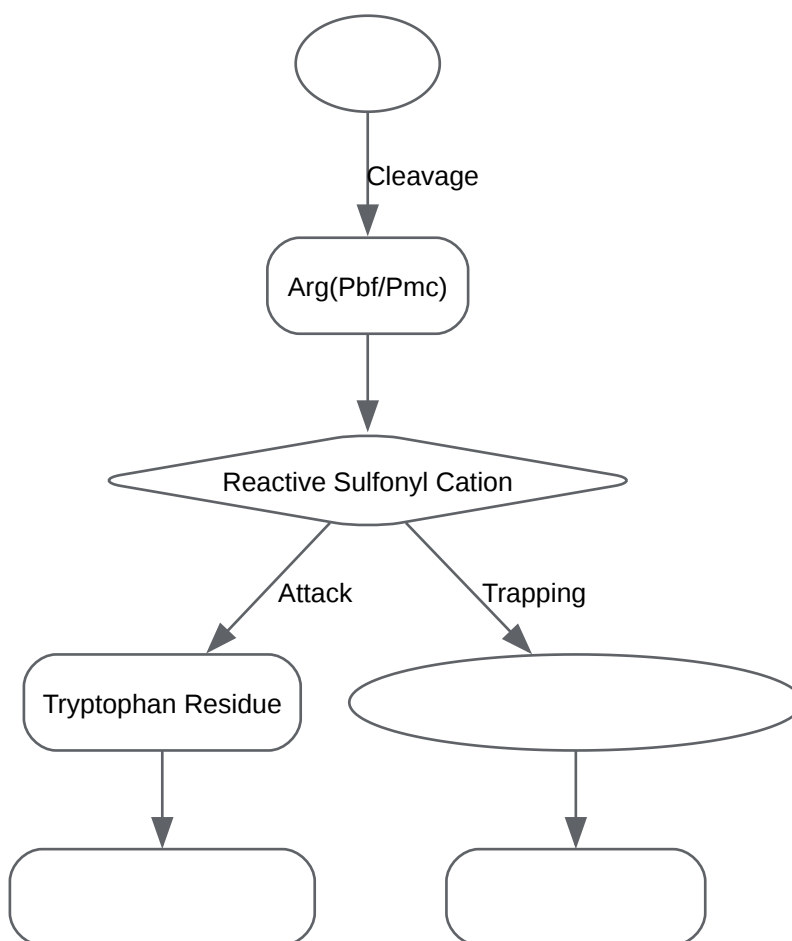 Cleavage
Arg(Pbf/Pmc)
Reactive Sulfonyl Cation
Attack
Trapping
Tryptophan Residue